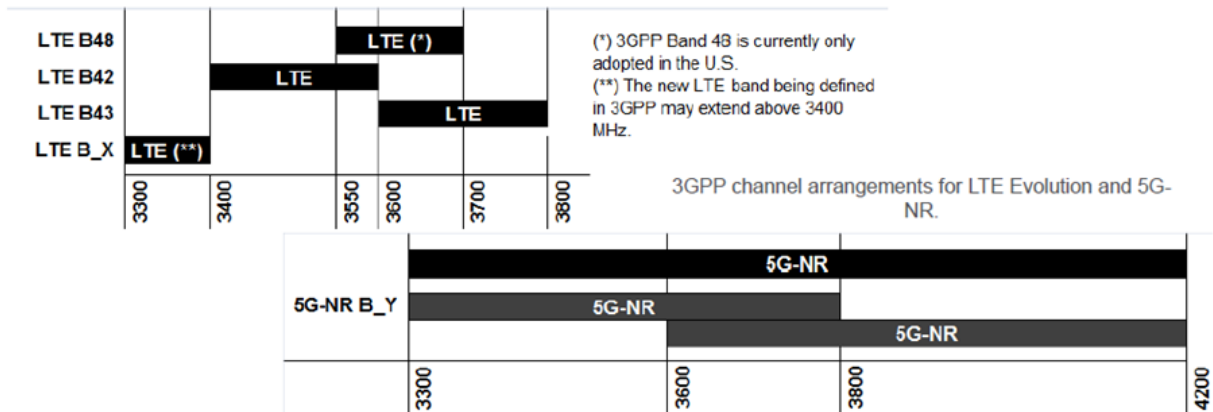 LTE B48
LTE (*)
LTE B42
LTE
LTE B43
LTE
LTE B_X
LTE (**)
3300
3400
3550
3600
3700
3800
(*) 3GPP Band 48 is currently only
adopted in the U.S.
(**) The new LTE band being defined
in 3GPP may extend above 3400
MHz.
3GPP channel arrangements for LTE Evolution and 5G-
NR.
5G-NR B_Y
5G-NR
5G-NR
5G-NR
3300
3600
3800
4200